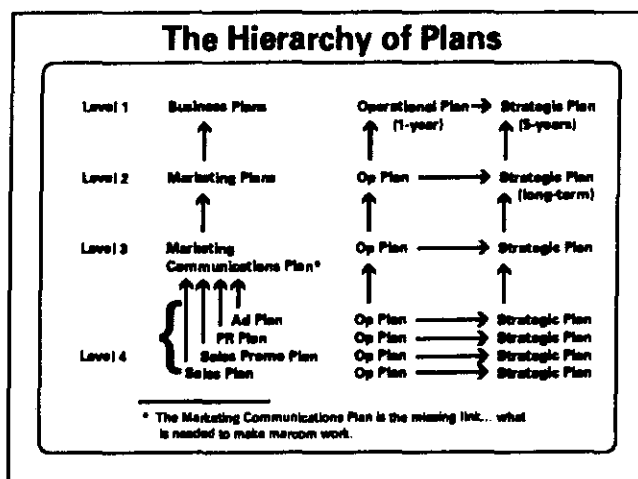 The Hierarchy of Plans
Level 1 Business Plans Operational Plan Strategic Plan
(1-year) (5-years)
Level 2 Marketing Plans Op Plan Strategic Plan
(long-term)
Level 3 Marketing Op Plan Strategic Plan
Communications Plan*
Ad Plan Op Plan Strategic Plan
PR Plan Op Plan Strategic Plan
Level 4 Sales Promo Plan Op Plan Strategic Plan
Sales Plan Op Plan Strategic Plan
* The Marketing Communications Plan is the missing link... what
is needed to make marcom work.